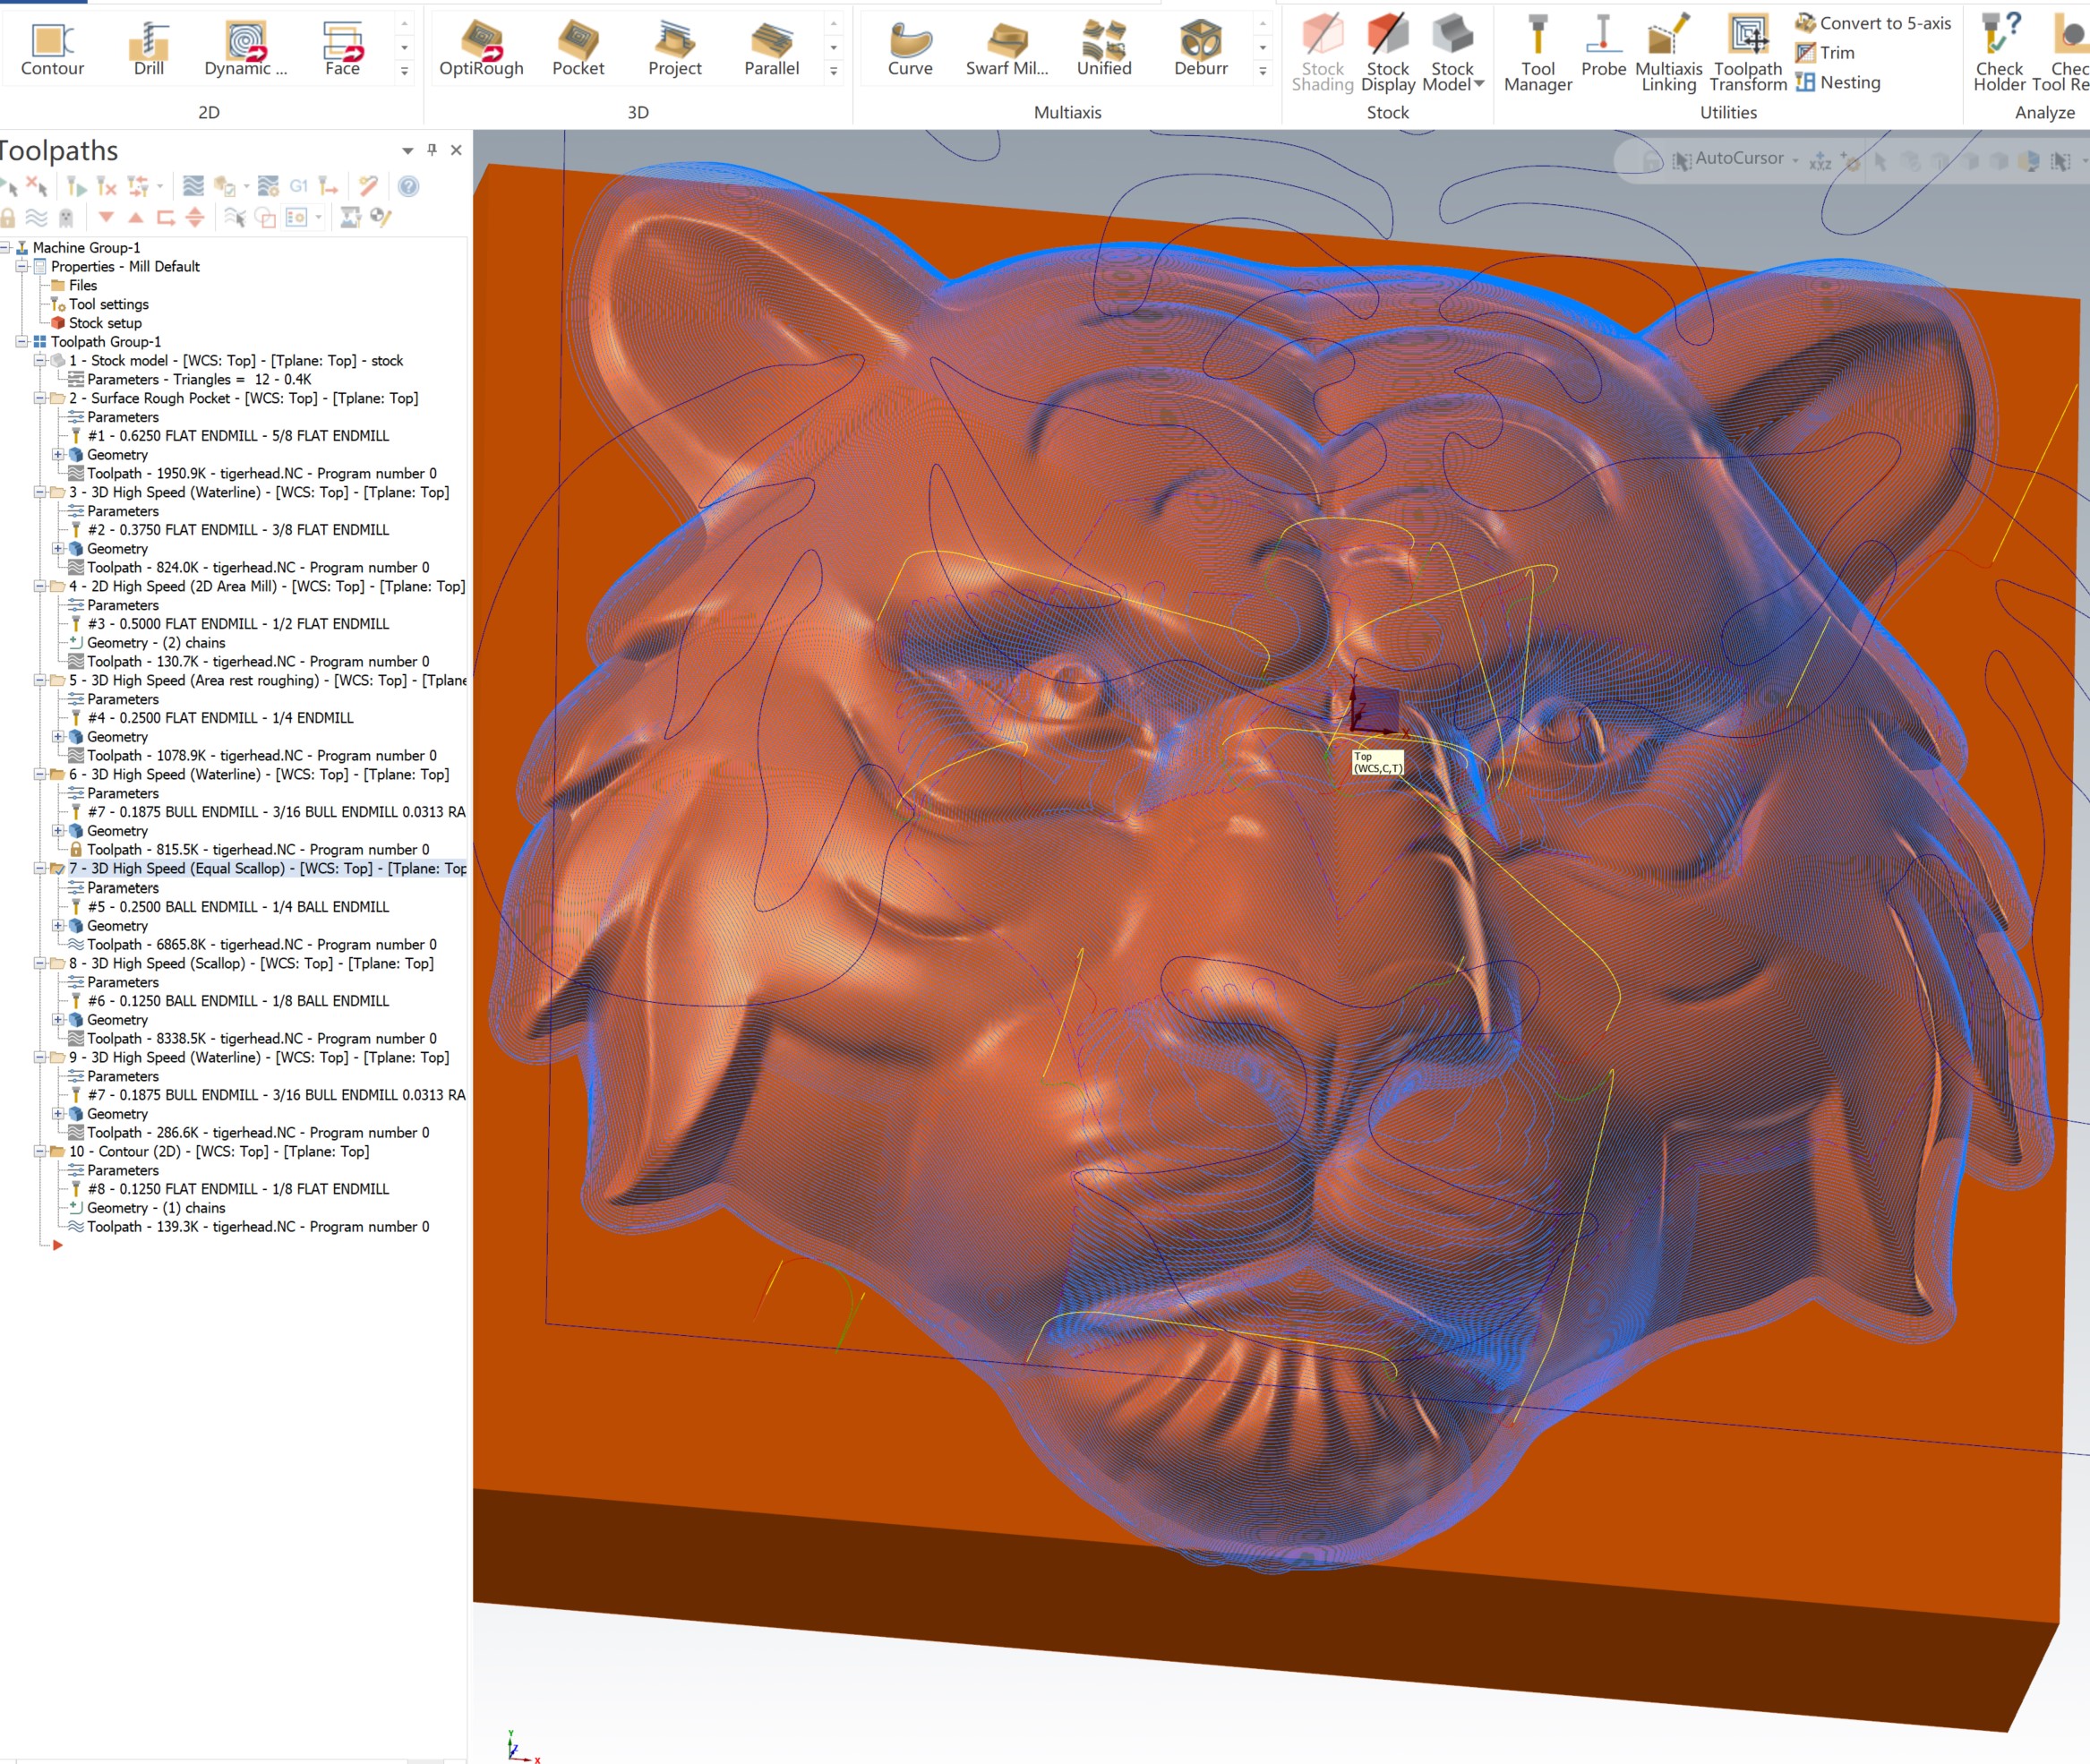 Contour
Drill
Dynamic ...
Face
OptiRough
Pocket
Project
Parallel
Curve
Swarf Mil...
Unified
Deburr
Stock Shading
Stock Display
Stock Model
Tool Manager
Probe
Multiaxis Linking
Toolpath Transform
Convert to 5-axis
Trim
Nesting
Check Holder
Chec
Tool Re
2D
3D
Multiaxis
Stock
Utilities
Analyze
Toolpaths
G1
AutoCursor
XYZ
Machine Group-1
Properties - Mill Default
Files
Tool settings
Stock setup
Toolpath Group-1
1 - Stock model - [WCS: Top] - [Tplane: Top] - stock
Parameters - Triangles = 12 - 0.4K
2 - Surface Rough Pocket - [WCS: Top] - [Tplane: Top]
Parameters
#1 - 0.6250 FLAT ENDMILL - 5/8 FLAT ENDMILL
Geometry
Toolpath - 1950.9K - tigerhead.NC - Program number 0
3 - 3D High Speed (Waterline) - [WCS: Top] - [Tplane: Top]
Parameters
#2 - 0.3750 FLAT ENDMILL - 3/8 FLAT ENDMILL
Geometry
Toolpath - 824.0K - tigerhead.NC - Program number 0
4 - 2D High Speed (2D Area Mill) - [WCS: Top] - [Tplane: Top]
Parameters
#3 - 0.5000 FLAT ENDMILL - 1/2 FLAT ENDMILL
Geometry - (2) chains
Toolpath - 130.7K - tigerhead.NC - Program number 0
5 - 3D High Speed (Area rest roughing) - [WCS: Top] - [Tplane
Parameters
#4 - 0.2500 FLAT ENDMILL - 1/4 ENDMILL
Geometry
Toolpath - 1078.9K - tigerhead.NC - Program number 0
6 - 3D High Speed (Waterline) - [WCS: Top] - [Tplane: Top]
Parameters
#7 - 0.1875 BULL ENDMILL - 3/16 BULL ENDMILL 0.0313 RA
Geometry
Toolpath - 815.5K - tigerhead.NC - Program number 0
7 - 3D High Speed (Equal Scallop) - [WCS: Top] - [Tplane: Top
Parameters
#5 - 0.2500 BALL ENDMILL - 1/4 BALL ENDMILL
Geometry
Toolpath - 6865.8K - tigerhead.NC - Program number 0
8 - 3D High Speed (Scallop) - [WCS: Top] - [Tplane: Top]
Parameters
#6 - 0.1250 BALL ENDMILL - 1/8 BALL ENDMILL
Geometry
Toolpath - 8338.5K - tigerhead.NC - Program number 0
9 - 3D High Speed (Waterline) - [WCS: Top] - [Tplane: Top]
Parameters
#7 - 0.1875 BULL ENDMILL - 3/16 BULL ENDMILL 0.0313 RA
Geometry
Toolpath - 286.6K - tigerhead.NC - Program number 0
10 - Contour (2D) - [WCS: Top] - [Tplane: Top]
Parameters
#8 - 0.1250 FLAT ENDMILL - 1/8 FLAT ENDMILL
Geometry - (1) chains
Toolpath - 139.3K - tigerhead.NC - Program number 0
Y
Z
X
Top
(WCS,C,T)
Y
Z
X